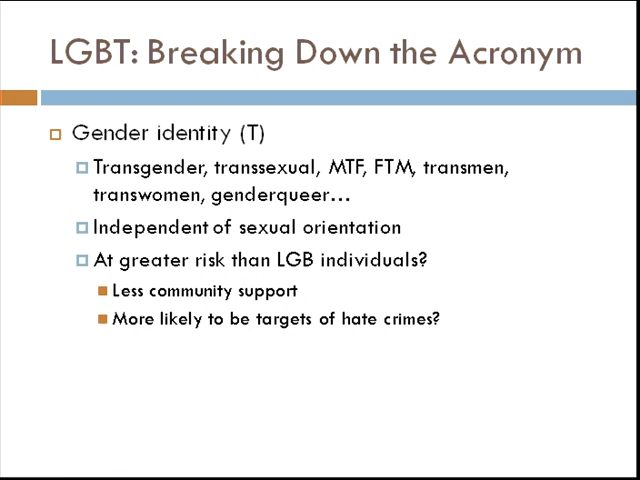 LGBT: Breaking Down the Acronym
Gender identity (T)
Transgender, transsexual, MTF, FTM, transmen,
transwomen, genderqueer…
Independent of sexual orientation
At greater risk than LGB individuals?
Less community support
More likely to be targets of hate crimes?